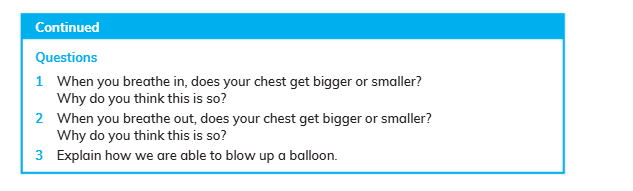 Continued
Questions
1 When you breathe in, does your chest get bigger or smaller?
Why do you think this is so?
2 When you breathe out, does your chest get bigger or smaller?
Why do you think this is so?
3 Explain how we are able to blow up a balloon.